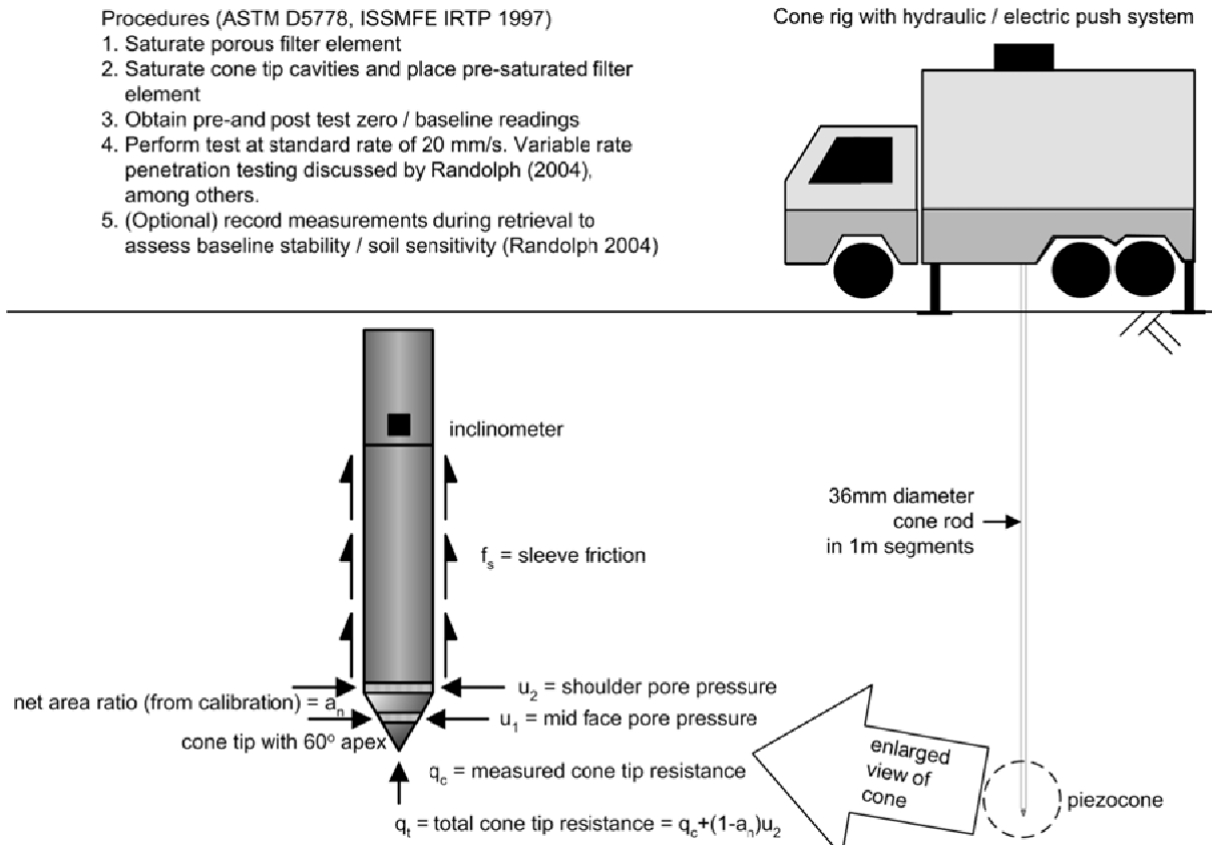 Procedures (ASTM D5778, ISSMFE IRTP 1997)
1. Saturate porous filter element
2. Saturate cone tip cavities and place pre-saturated filter
element
3. Obtain pre-and post test zero / baseline readings
4. Perform test at standard rate of 20 mm/s. Variable rate
penetration testing discussed by Randolph (2004),
among others.
5. (Optional) record measurements during retrieval to
assess baseline stability / soil sensitivity (Randolph 2004)
Cone rig with hydraulic / electric push system
inclinometer
36mm diameter
cone rod
in 1m segments
fs = sleeve friction
u2 = shoulder pore pressure
net area ratio (from calibration) = an
u1 = mid face pore pressure
cone tip with 60° apex
qc = measured cone tip resistance
qt = total cone tip resistance = qc+(1-an)u2
enlarged
view of
cone
piezocone